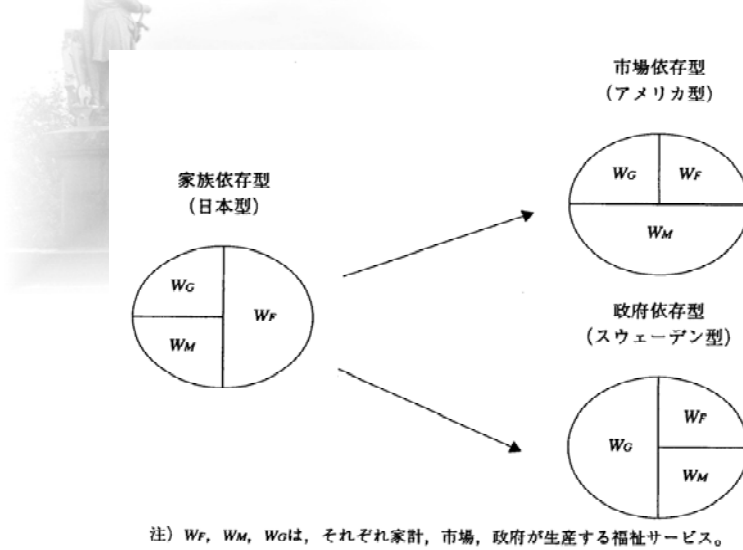 市場依存型
（アメリカ型）
WG WF
WM
家族依存型
（日本型）
WG
WF
WM
政府依存型
（スウェーデン型）
WF
WG
WM
注）WF，WM，WGは，それぞれ家計，市場，政府が生産する福祉サービス。